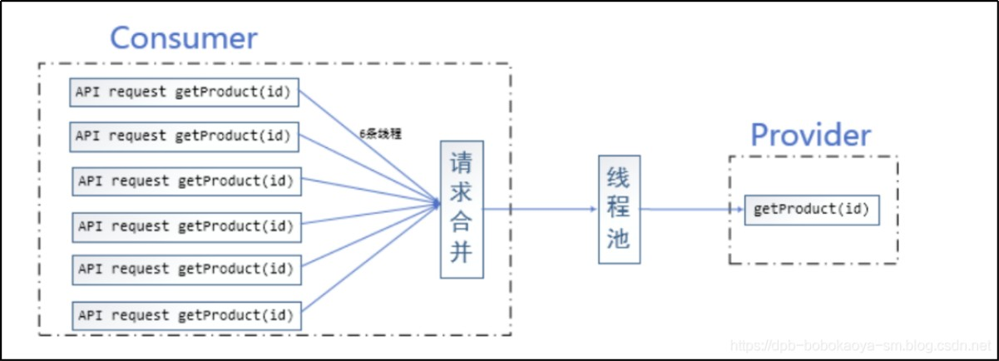 Consumer
API request getProduct(id)
API request getProduct(id)
6条线程
API request getProduct(id)
API request getProduct(id)
API request getProduct(id)
API request getProduct(id)
请求合并
线程池
Provider
getProduct(id)
https://dpb-bobokaoya-sm.blog.csdn.net